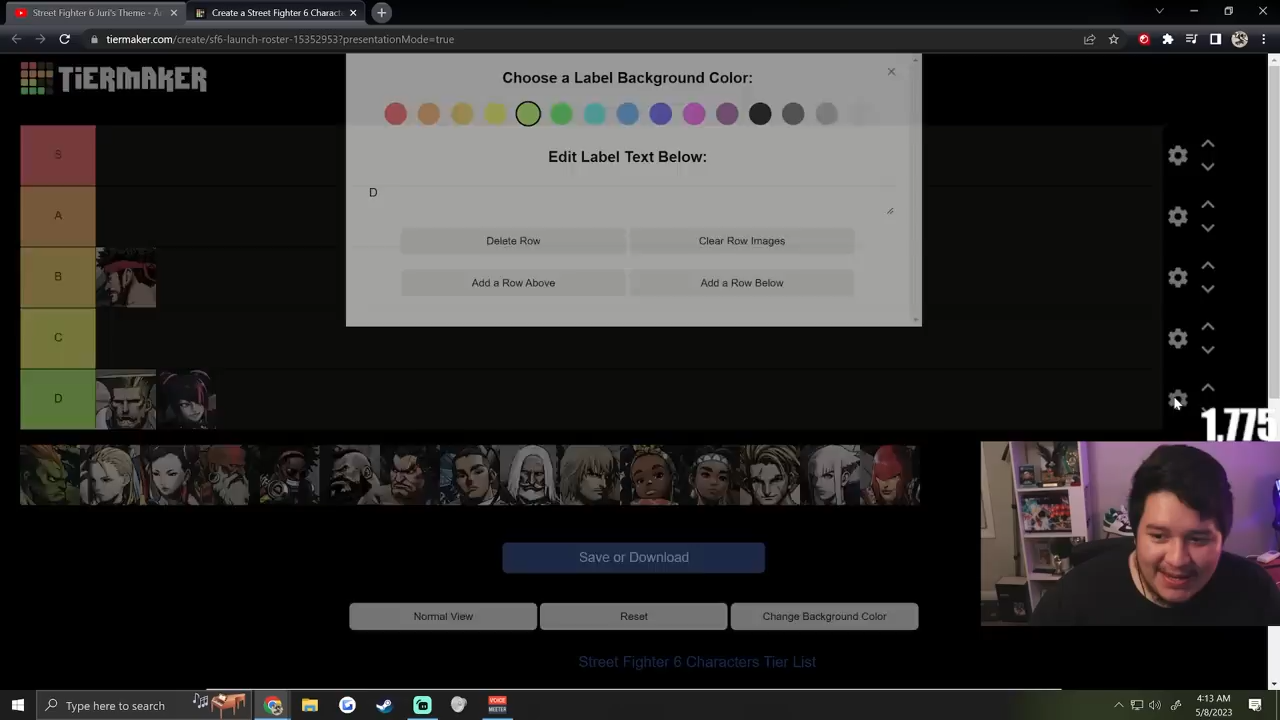 Street Fighter 6 Juri's Theme - A
Create a Street Fighter 6 Charact
tiermaker.com/create/sf6-launch-roster-15352953?presentationMode=true
TiERMAKER
Choose a Label Background Color:
Edit Label Text Below:
D
Delete Row
Clear Row Images
Add a Row Above
Add a Row Below
S
A
B
C
D
1,775
Save or Download
Normal View
Reset
Change Background Color
Street Fighter 6 Characters Tier List
Type here to search
VOICE
MEETER
4:13 AM
5/8/2023